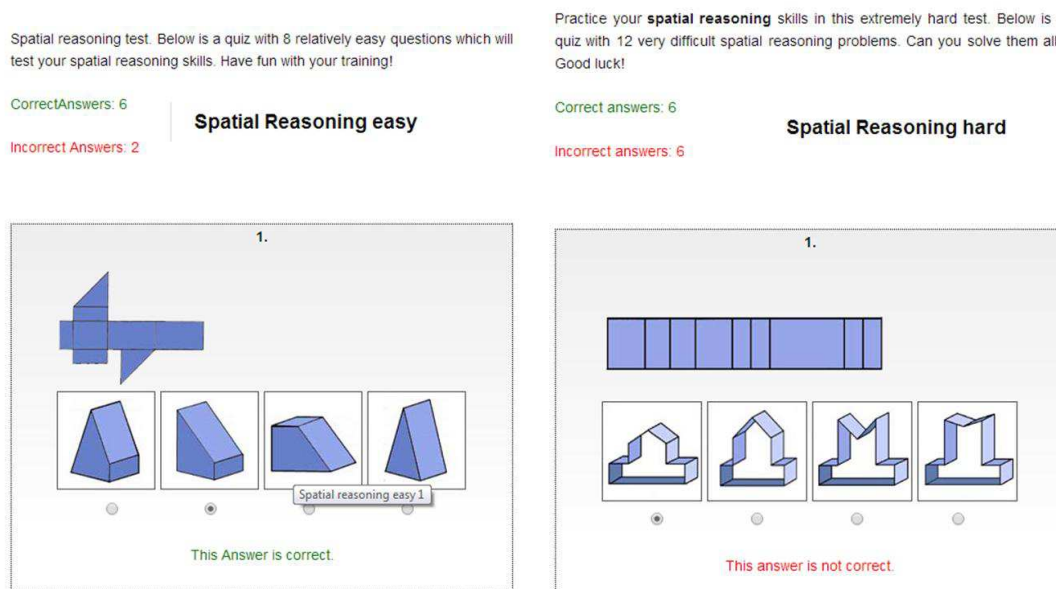 Spatial reasoning test. Below is a quiz with 8 relatively easy questions which will
test your spatial reasoning skills. Have fun with your training!
CorrectAnswers: 6
Spatial Reasoning easy
Incorrect Answers: 2
1.
Spatial reasoning easy 1
This Answer is correct.
Practice your spatial reasoning skills in this extremely hard test. Below is
quiz with 12 very difficult spatial reasoning problems. Can you solve them all
Good luck!
Correct answers: 6
Spatial Reasoning hard
Incorrect answers: 6
1.
This answer is not correct.